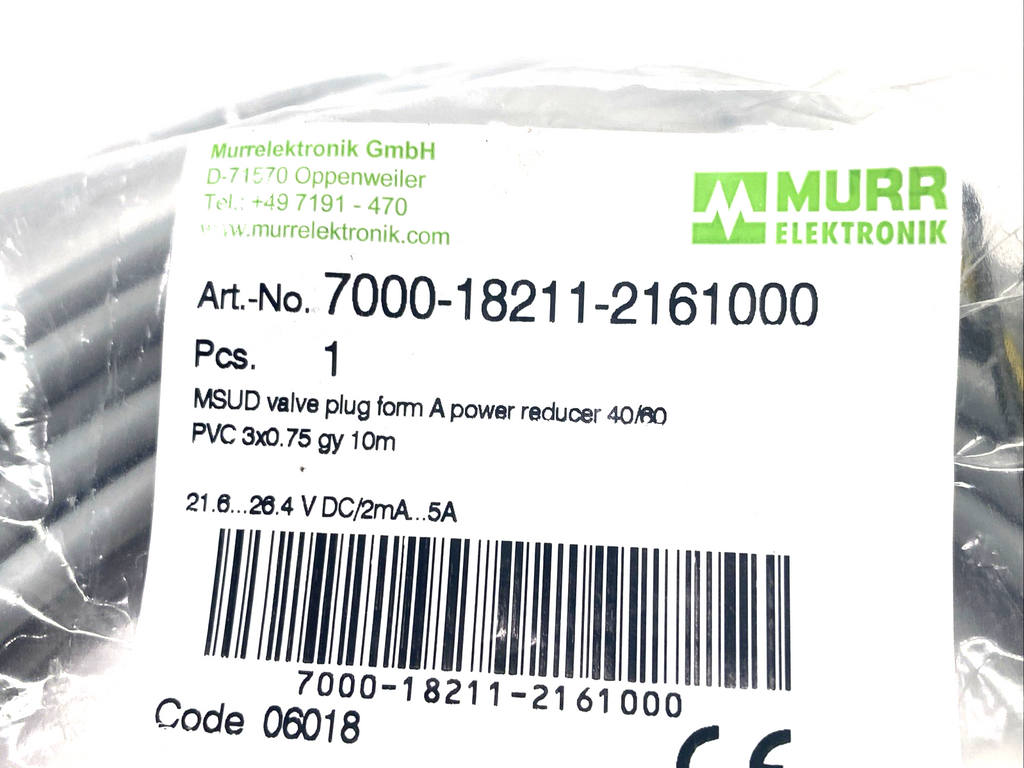 Murrelektronik GmbH
D-71570 Oppenweiler
Tel.: +49 7191 - 470
www.murrelektronik.com
MURR
ELEKTRONIK
Art.-No. 7000-18211-2161000
Pcs. 1
MSUD valve plug form A power reducer 40/60
PVC 3x0.75 gy 10m
21.6...26.4 V DC/2mA...5A
7000-18211-2161000
Code 06018
CE